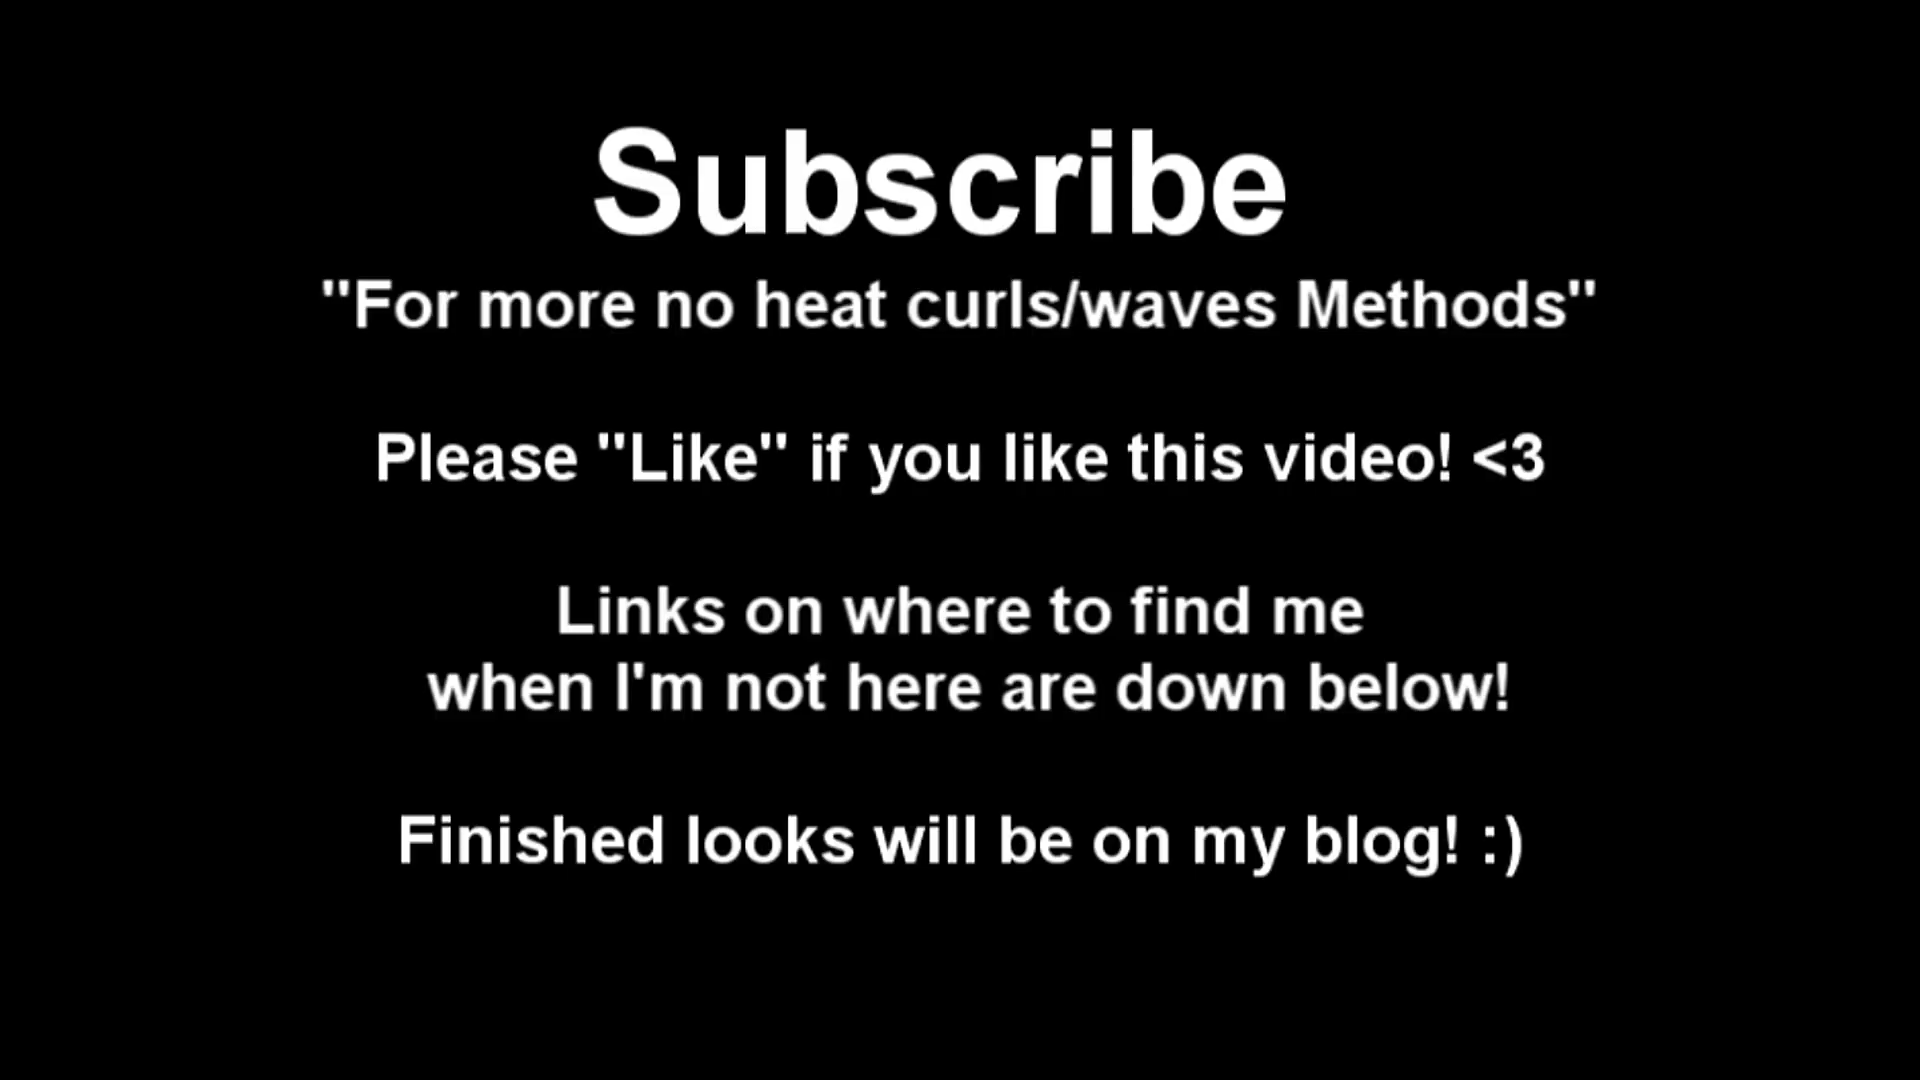 Subscribe
"For more no heat curls/waves Methods"
Please "Like" if you like this video! <3
Links on where to find me
when I'm not here are down below!
Finished looks will be on my blog! :)